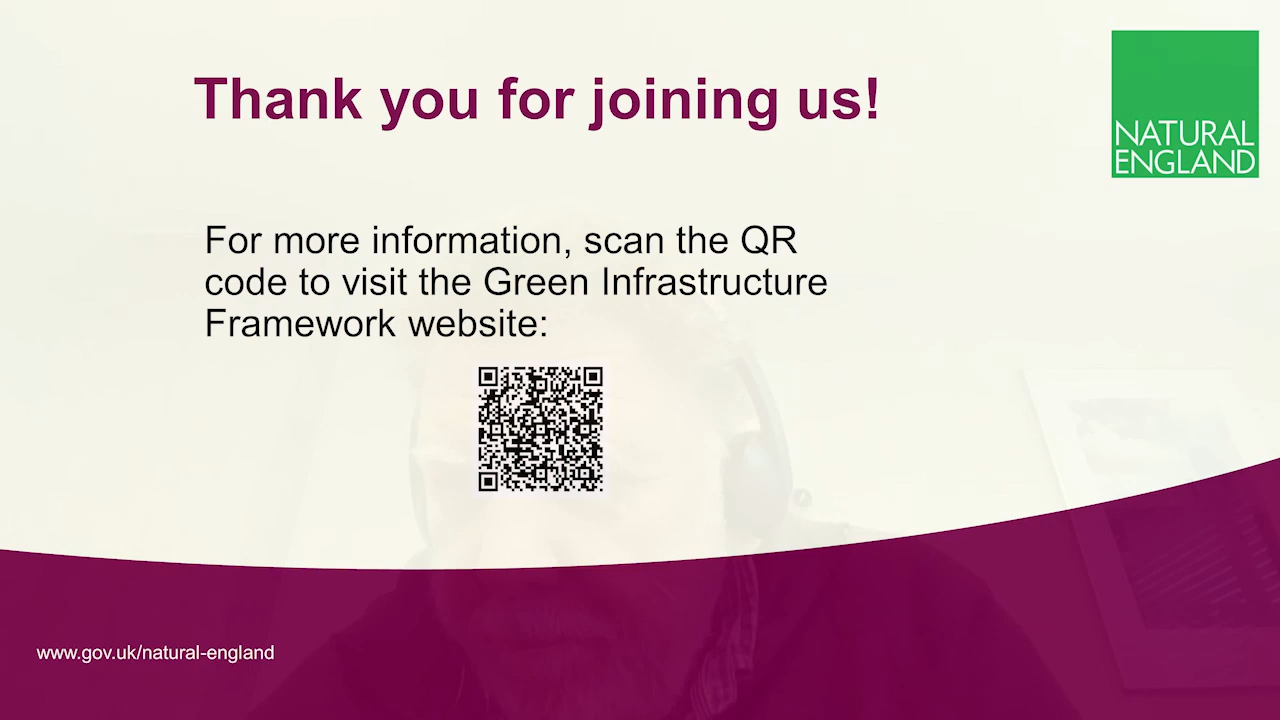 Thank you for joining us!
NATURAL
ENGLAND
For more information, scan the QR
code to visit the Green Infrastructure
Framework website:
www.gov.uk/natural-england